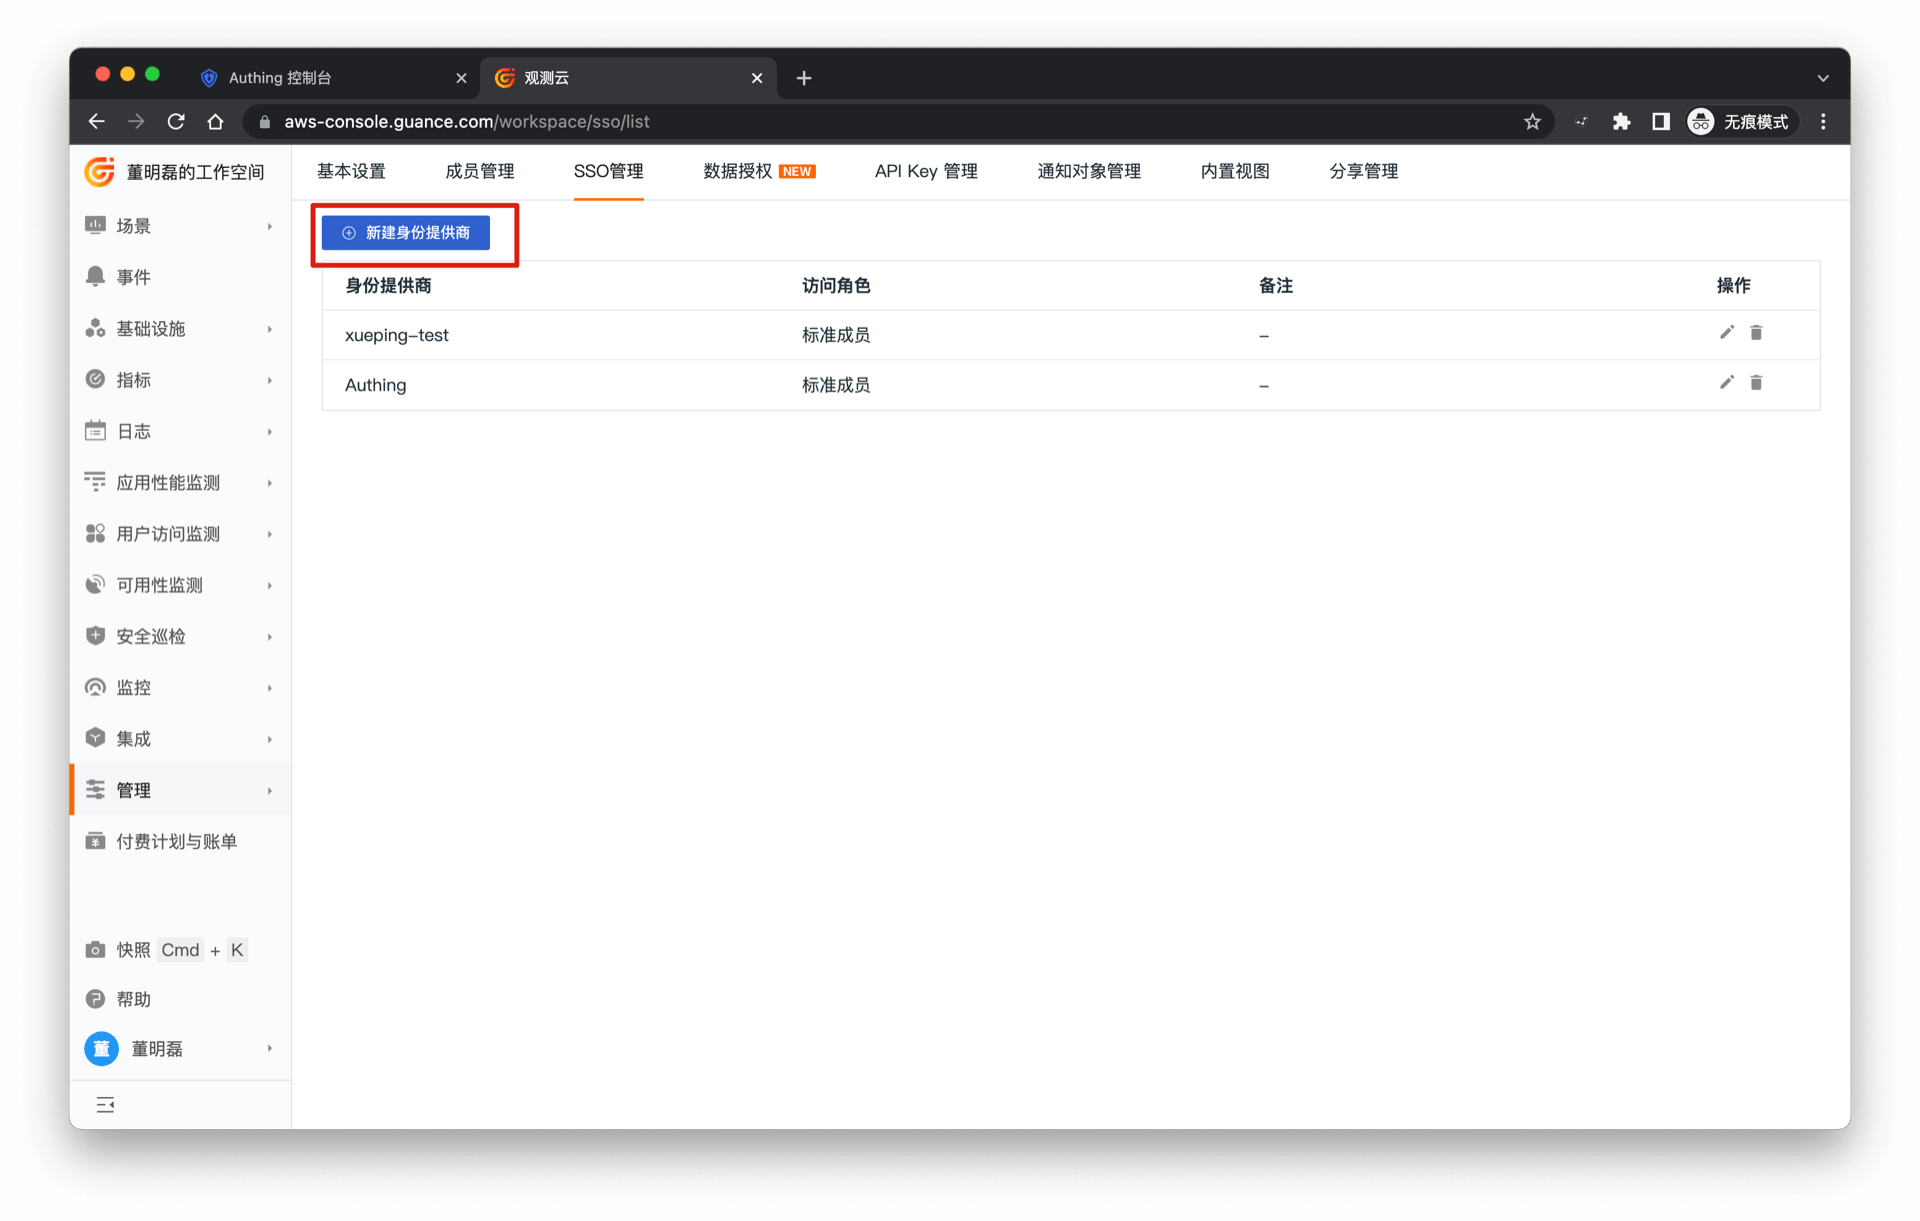 Authing 控制台
观测云
aws-console.guance.com/workspace/sso/list
无痕模式
董明磊的工作空间
基本设置
成员管理
SSO管理
数据授权 NEW
API Key 管理
通知对象管理
内置视图
分享管理
场景
事件
基础设施
指标
日志
应用性能监测
用户访问监测
可用性监测
安全巡检
监控
集成
管理
付费计划与账单
快照 Cmd + K
帮助
董 董明磊
新建身份提供商
身份提供商 访问角色 备注 操作
xueping-test 标准成员 –
Authing 标准成员 –